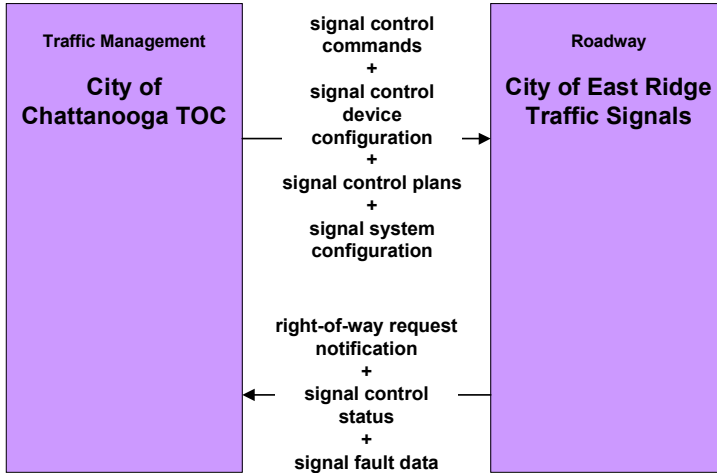 Traffic Management
City of
Chattanooga TOC
signal control
commands
+
signal control
device
configuration
+
signal control plans
+
signal system
configuration
Roadway
City of East Ridge
Traffic Signals
right-of-way request
notification
+
signal control
status
+
signal fault data